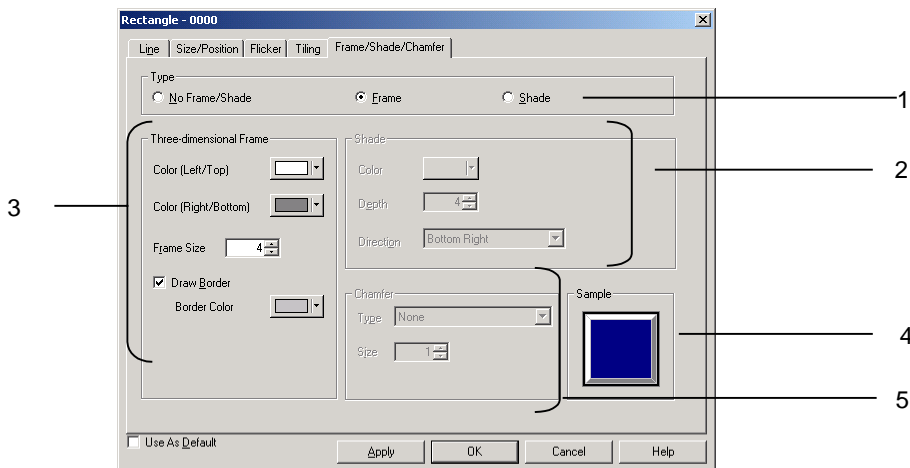 Rectangle - 0000
Line Size/Position Flicker Tiling Frame/Shade/Chamfer
Type
No Frame/Shade Frame Shade
1
Three-dimensional Frame
Shade
Color (Left/Top)
Color
2
Color (Right/Bottom)
Depth 4
3
Frame Size 4
Direction Bottom Right
Draw Border
Border Color
Chamfer
Type None
Size 1
Sample
4
5
Use As Default
Apply OK Cancel Help